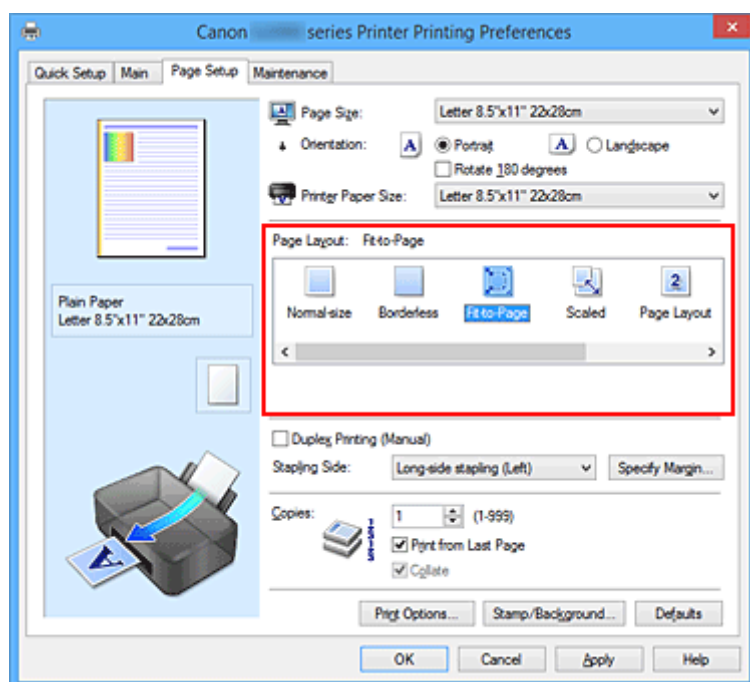 Canon series Printer Printing Preferences
Quick Setup Main Page Setup Maintenance
Page Size: Letter 8.5"x11" 22x28cm
Orientation: A Portrait A Landscape
Rotate 180 degrees
Printer Paper Size: Letter 8.5"x11" 22x28cm
Page Layout: Fit-to-Page
Normal-size Borderless Fit-to-Page Scaled Page Layout
2
Plain Paper
Letter 8.5"x11" 22x28cm
Duplex Printing (Manual)
Stapling Side: Long-side stapling (Left) Specify Margin...
Copies: 1 (1-999)
Print from Last Page
Collate
A
Print Options... Stamp/Background... Defaults
OK Cancel Apply Help